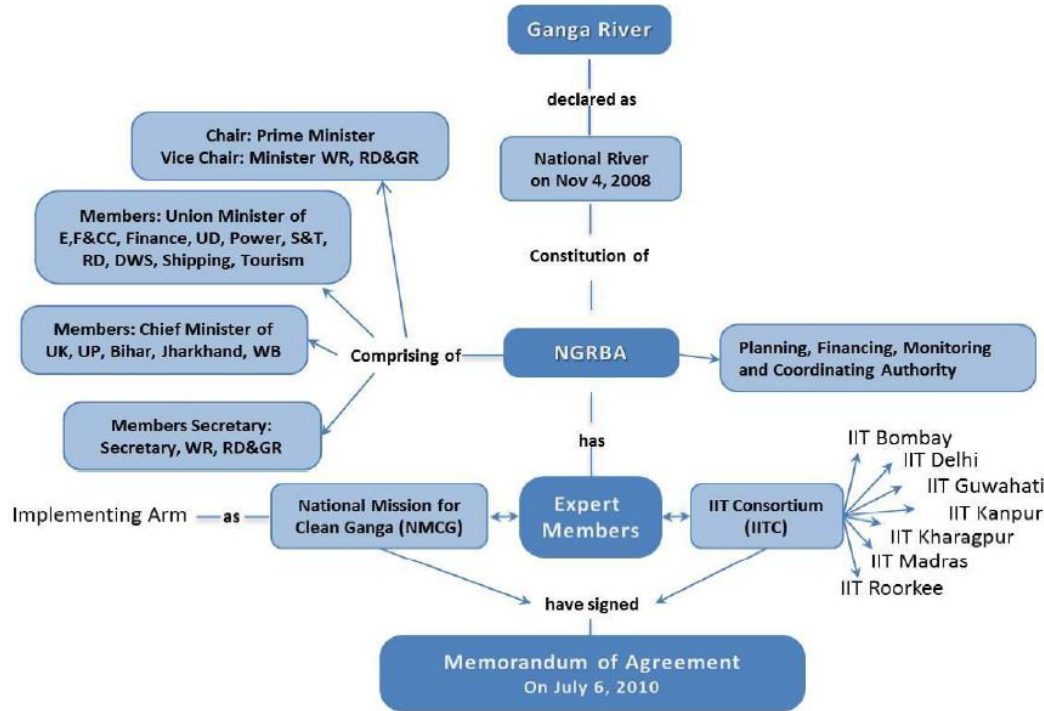 Ganga River
declared as
National River
on Nov 4, 2008
Constitution of
Chair: Prime Minister
Vice Chair: Minister WR, RD&GR
Members: Union Minister of
E,F&CC, Finance, UD, Power, S&T,
RD, DWS, Shipping, Tourism
Members: Chief Minister of
UK, UP, Bihar, Jharkhand, WB
Members Secretary:
Secretary, WR, RD&GR
Comprising of
NGRBA
Planning, Financing, Monitoring
and Coordinating Authority
has
Implementing Arm
as
National Mission for
Clean Ganga (NMCG)
Expert
Members
IIT Consortium
(IITC)
IIT Bombay
IIT Delhi
IIT Guwahati
IIT Kanpur
IIT Kharagpur
IIT Madras
IIT Roorkee
have signed
Memorandum of Agreement
On July 6, 2010